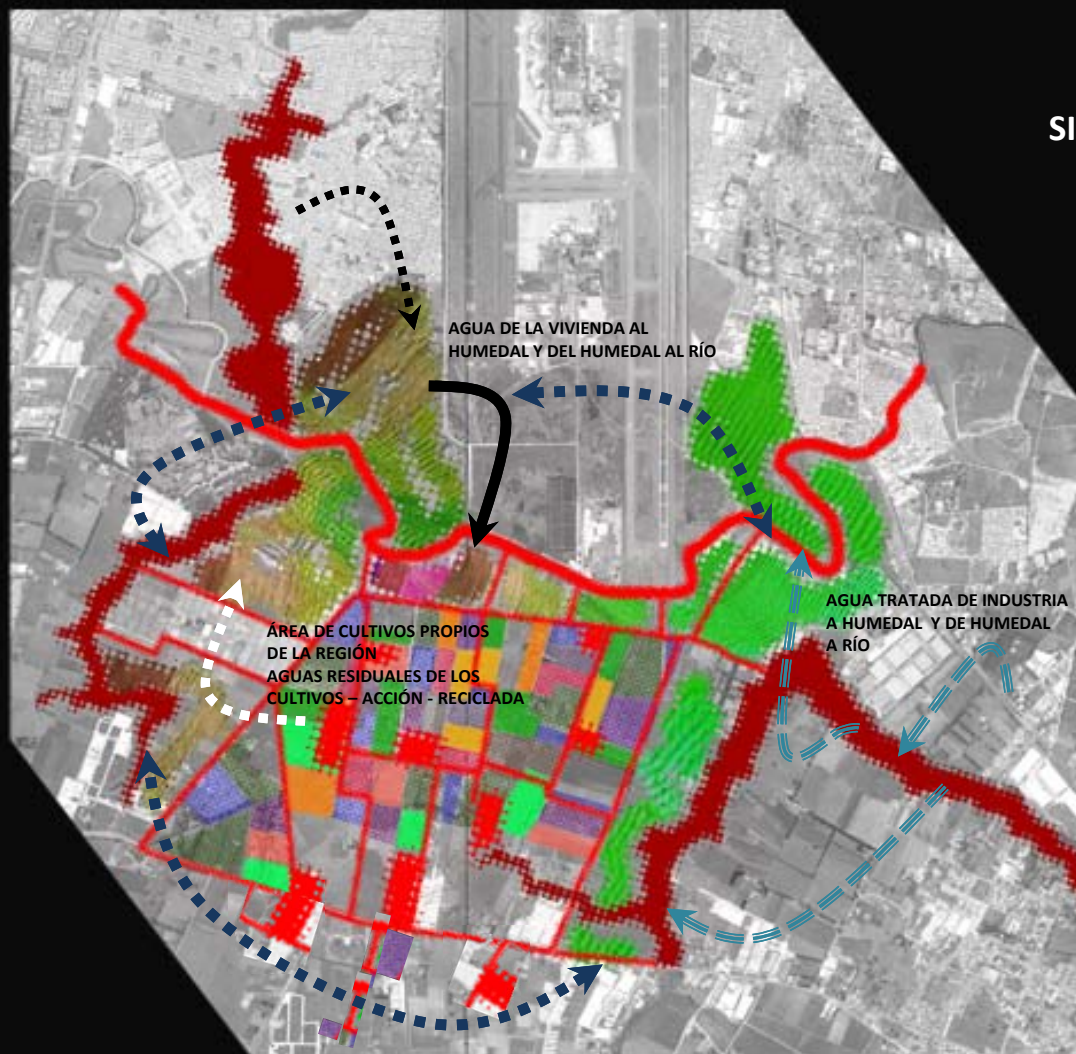 SI
AGUA DE LA VIVIENDA AL
HUMEDAL Y DEL HUMEDAL AL RÍO
AGUA TRATADA DE INDUSTRIA
A HUMEDAL Y DE HUMEDAL
A RÍO
ÁREA DE CULTIVOS PROPIOS
DE LA REGIÓN
AGUAS RESIDUALES DE LOS
CULTIVOS – ACCIÓN - RECICLADA